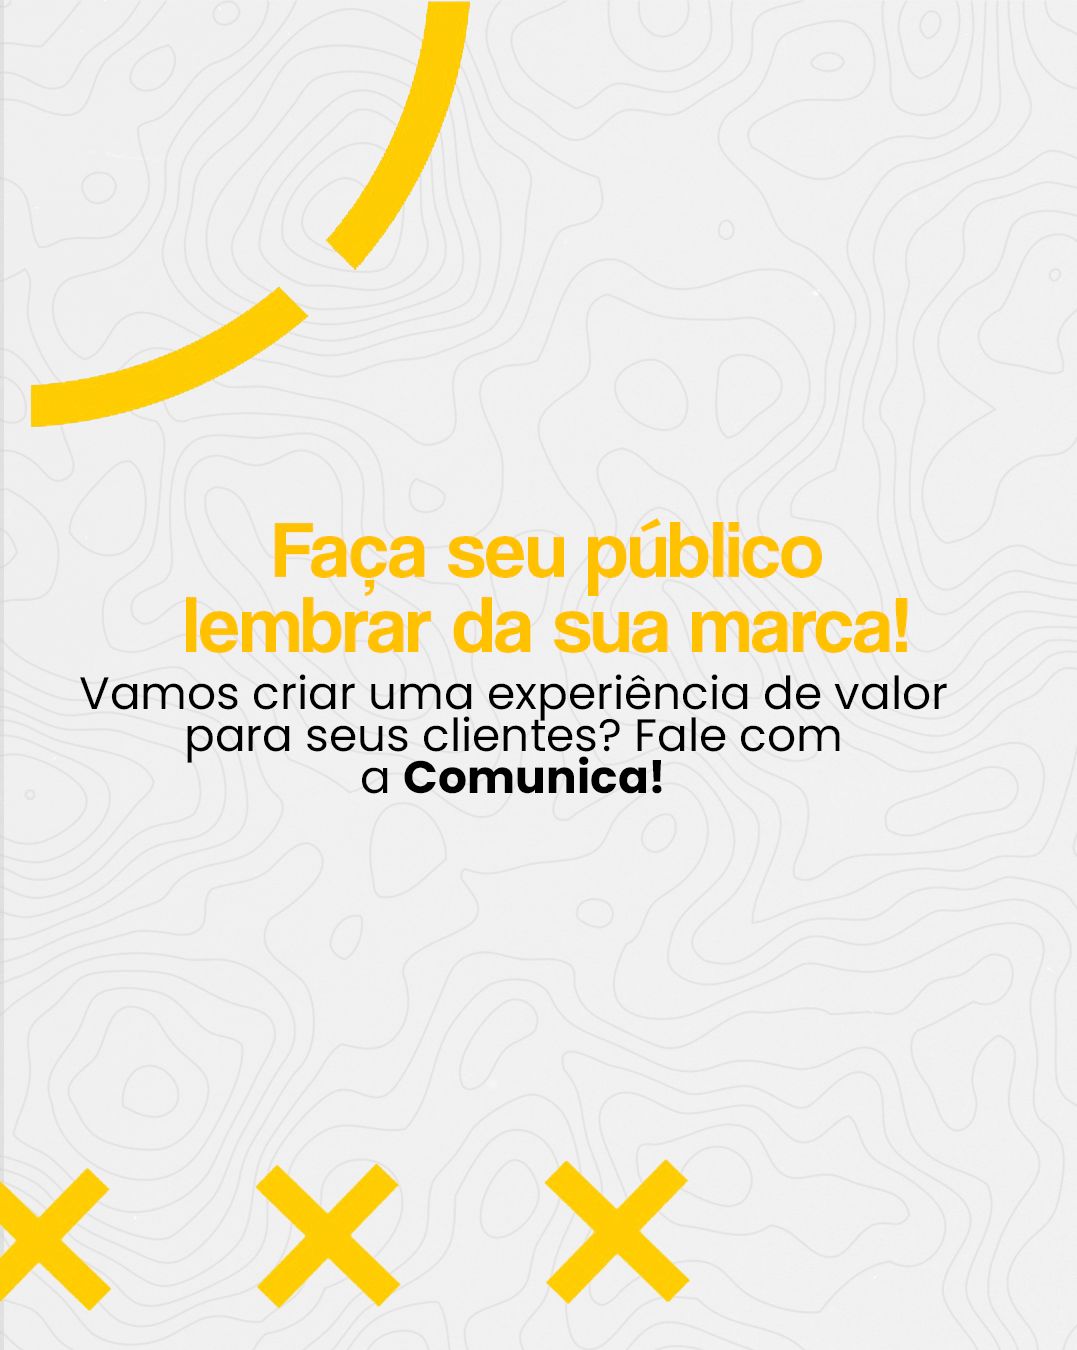 Faça seu público
lembrar da sua marca!
Vamos criar uma experiência de valor
para seus clientes? Fale com
a Comunica!